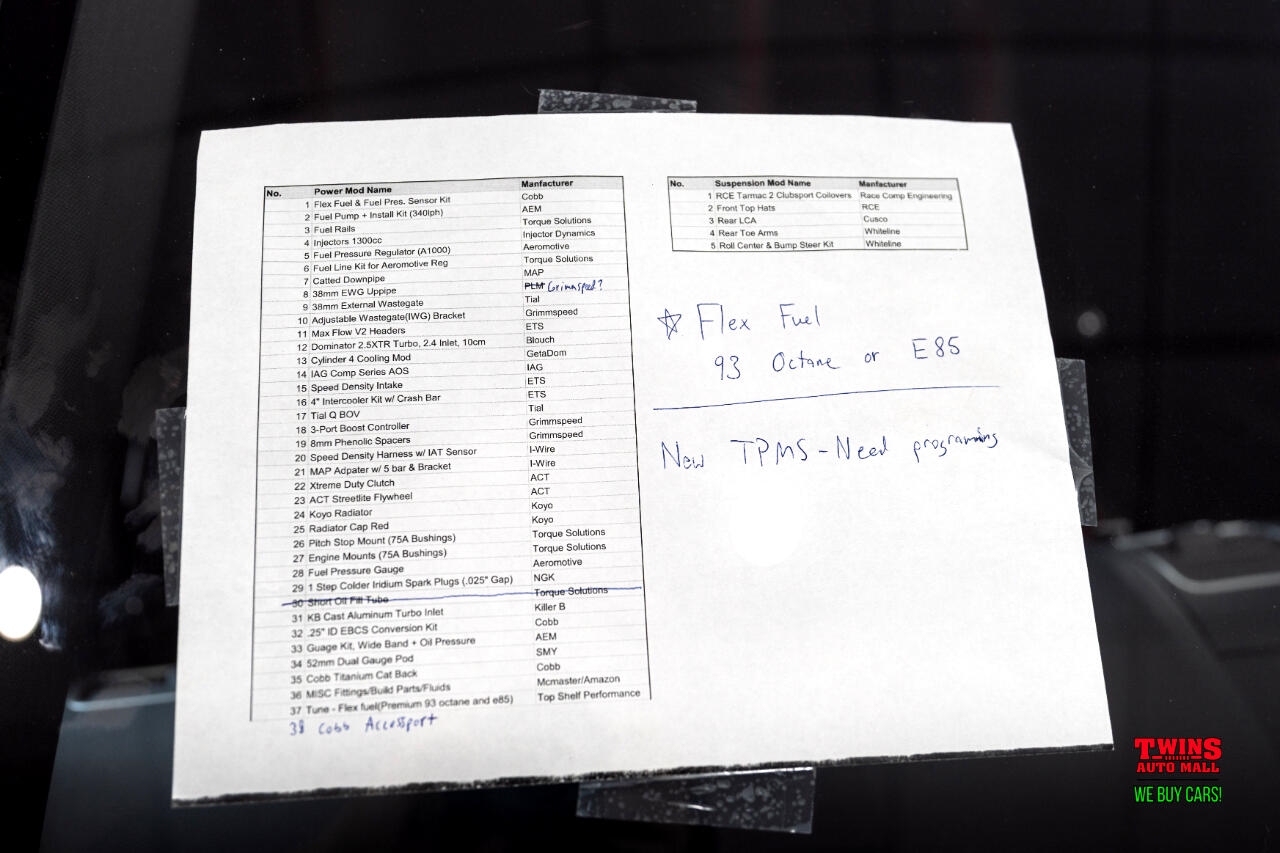 No. Power Mod Name Manfacturer
1 Flex Fuel & Fuel Pres. Sensor Kit Cobb
2 Fuel Pump + Install Kit (340lph) AEM
3 Fuel Rails Torque Solutions
4 Injectors 1300cc Injector Dynamics
5 Fuel Pressure Regulator (A1000) Aeromotive
6 Fuel Line Kit for Aeromotive Reg Torque Solutions
7 Catted Downpipe MAP
8 38mm EWG Uppipe PLM Grimmspeed?
9 38mm External Wastegate Tial
10 Adjustable Wastegate(IWG) Bracket Grimmspeed
11 Max Flow V2 Headers ETS
12 Dominator 2.5XTR Turbo, 2.4 Inlet, 10cm Blouch
13 Cylinder 4 Cooling Mod GetaDom
14 IAG Comp Series AOS IAG
15 Speed Density Intake ETS
16 4" Intercooler Kit w/ Crash Bar ETS
17 Tial Q BOV Tial
18 3-Port Boost Controller Grimmspeed
19 8mm Phenolic Spacers Grimmspeed
20 Speed Density Harness w/ IAT Sensor I-Wire
21 MAP Adpater w/ 5 bar & Bracket I-Wire
22 Xtreme Duty Clutch ACT
23 ACT Streetlite Flywheel ACT
24 Koyo Radiator Koyo
25 Radiator Cap Red Koyo
26 Pitch Stop Mount (75A Bushings) Torque Solutions
27 Engine Mounts (75A Bushings) Torque Solutions
28 Fuel Pressure Gauge Aeromotive
29 1 Step Colder Iridium Spark Plugs (.025" Gap) NGK
30 Short Oil Fill Tube Torque Solutions
31 KB Cast Aluminum Turbo Inlet Killer B
32 .25" ID EBCS Conversion Kit Cobb
33 Guage Kit, Wide Band + Oil Pressure AEM
34 52mm Dual Gauge Pod SMY
35 Cobb Titanium Cat Back Cobb
36 MISC Fittings/Build Parts/Fluids Mcmaster/Amazon
37 Tune - Flex fuel(Premium 93 octane and e85) Top Shelf Performance
38 Cobb Accessport
No. Suspension Mod Name Manfacturer
1 RCE Tarmac 2 Clubsport Coilovers Race Comp Engineering
2 Front Top Hats RCE
3 Rear LCA Cusco
4 Rear Toe Arms Whiteline
5 Roll Center & Bump Steer Kit Whiteline
☆ Flex Fuel
93 Octane or E85
New TPMS - Need programing
TWINS
AUTO MALL
WE BUY CARS!